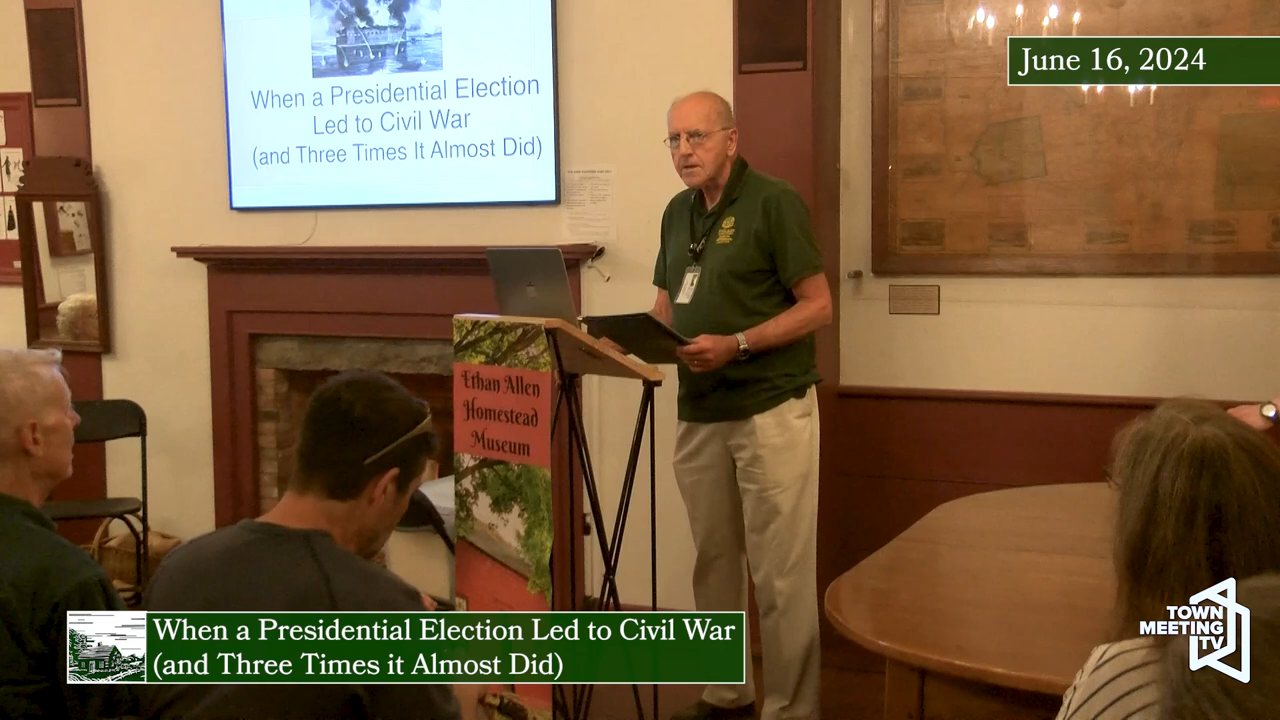 June 16, 2024
When a Presidential Election
Led to Civil War
(and Three Times It Almost Did)
Ethan Allen
Homestead
Museum
When a Presidential Election Led to Civil War
(and Three Times it Almost Did)
TOWN
MEETING
TV